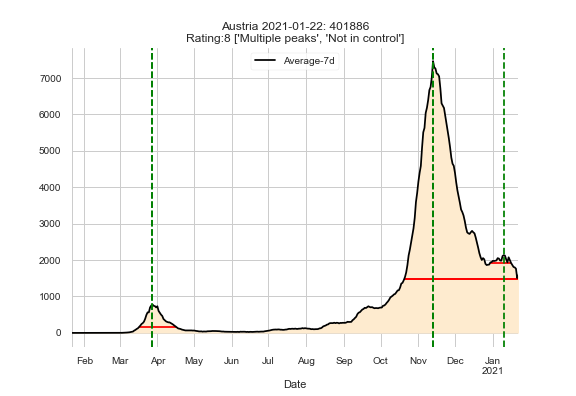 Austria 2021-01-22: 401886
Rating:8 ['Multiple peaks', 'Not in control']
Average-7d
7000
6000
5000
4000
3000
2000
1000
0
Feb Mar Apr May Jun Jul Aug Sep Oct Nov Dec Jan
2021
Date